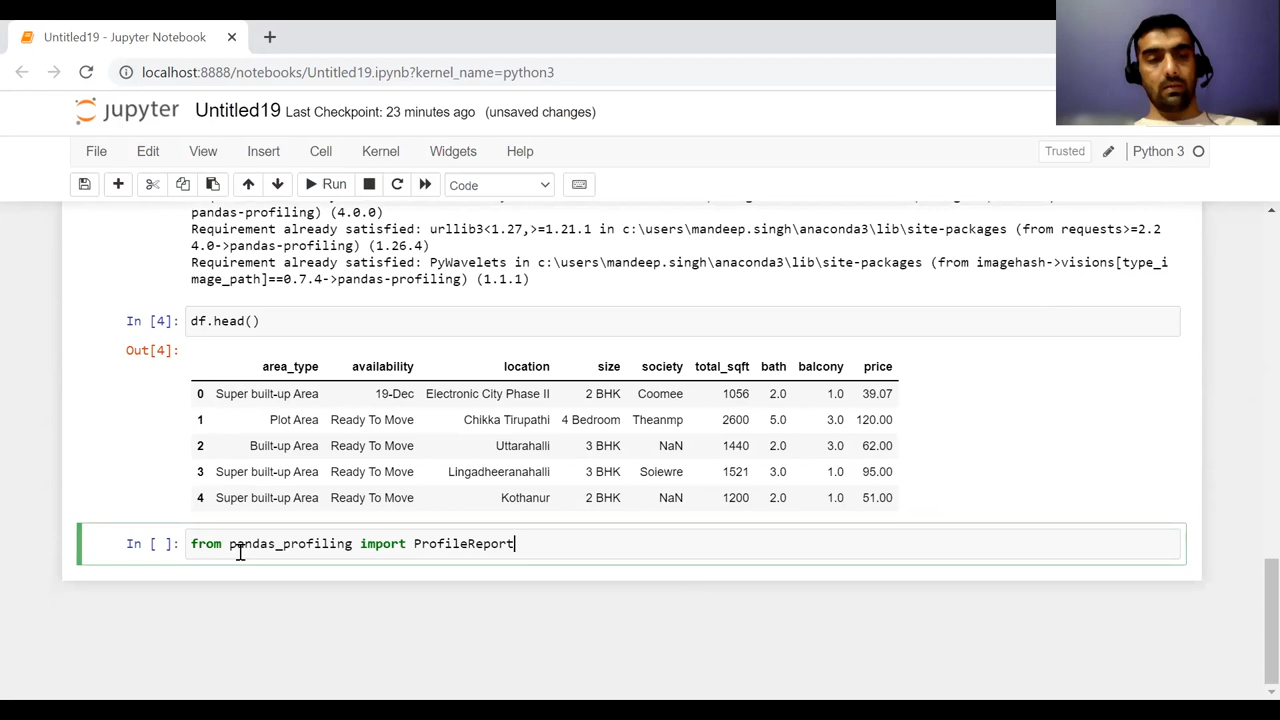 Untitled19 - Jupyter Notebook
localhost:8888/notebooks/Untitled19.ipynb?kernel_name=python3
jupyter Untitled19 Last Checkpoint: 23 minutes ago (unsaved changes)
File Edit View Insert Cell Kernel Widgets Help Trusted Python 3
Run Code
pandas-profiling) (4.0.0)
Requirement already satisfied: urllib3<1.27,>=1.21.1 in c:\users\mandeep.singh\anaconda3\lib\site-packages (from requests>=2.2
4.0->pandas-profiling) (1.26.4)
Requirement already satisfied: PyWavelets in c:\users\mandeep.singh\anaconda3\lib\site-packages (from imagehash->visions[type_i
mage_path]==0.7.4->pandas-profiling) (1.1.1)
In [4]: df.head()
Out[4]:
area_type availability location size society total_sqft bath balcony price
0 Super built-up Area 19-Dec Electronic City Phase II 2 BHK Coomee 1056 2.0 1.0 39.07
1 Plot Area Ready To Move Chikka Tirupathi 4 Bedroom Theanmp 2600 5.0 3.0 120.00
2 Built-up Area Ready To Move Uttarahalli 3 BHK NaN 1440 2.0 3.0 62.00
3 Super built-up Area Ready To Move Lingadheeranahalli 3 BHK Soiewre 1521 3.0 1.0 95.00
4 Super built-up Area Ready To Move Kothanur 2 BHK NaN 1200 2.0 1.0 51.00
In [ ]: from pandas_profiling import ProfileReport